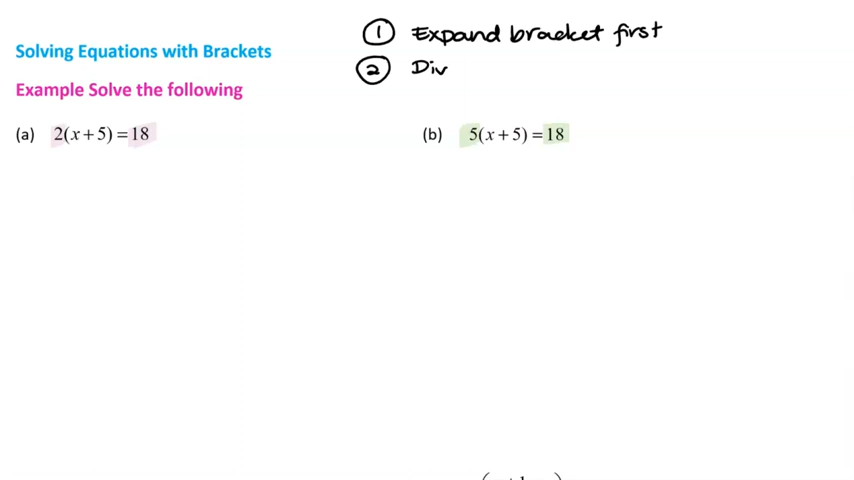 ① Expand bracket first
Solving Equations with Brackets
② Div
Example Solve the following
(a) 2(x+5)=18
(b) 5(x+5)=18